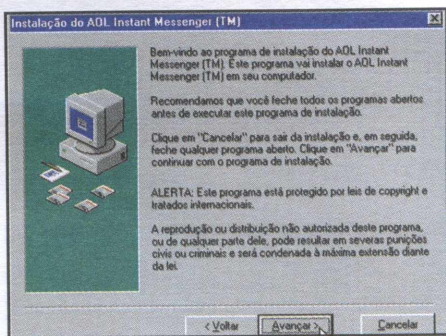 Instalação do AOL Instant Messenger (TM)
Bem-vindo ao programa de instalação do AOL Instant
Messenger (TM). Este programa vai instalar o AOL Instant
Messenger (TM) em seu computador.
Recomendamos que você feche todos os programas abertos
antes de executar este programa de instalação.
Clique em "Cancelar" para sair da instalação e, em seguida,
feche qualquer programa aberto. Clique em "Avançar" para
continuar com o programa de instalação.
ALERTA: Este programa está protegido por leis de copyright e
tratados internacionais.
A reprodução ou distribuição não autorizada deste programa,
ou de qualquer parte dele, pode resultar em severas punições
civis ou criminais e será condenada à máxima extensão diante
da lei.
< Voltar Avançar > Cancelar